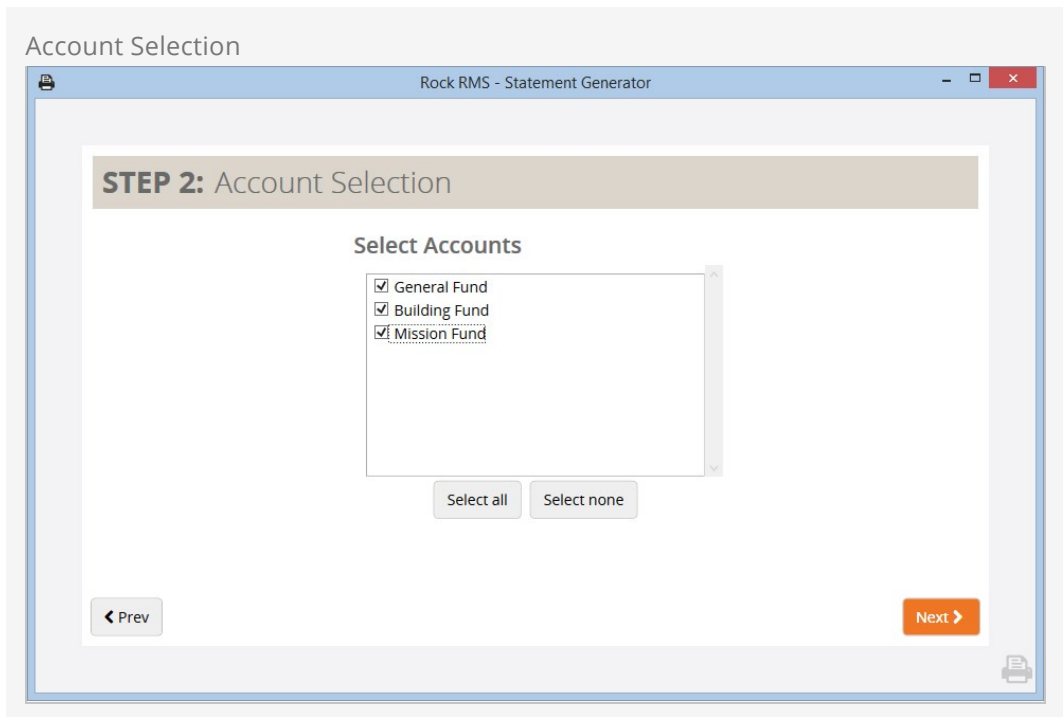 Account Selection
Rock RMS - Statement Generator
STEP 2: Account Selection
Select Accounts
General Fund
Building Fund
Mission Fund
Select all Select none
Prev Next